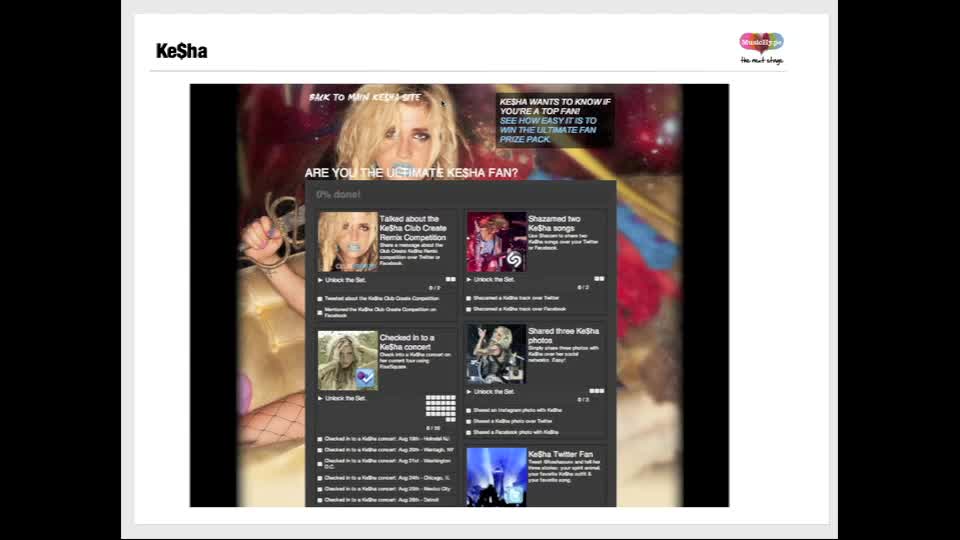 Ke$ha
MusicHype
the next stage
BACK TO MAIN KE$HA SITE
KE$HA WANTS TO KNOW IF
YOU'RE A TOP FAN!
SEE HOW EASY IT IS TO
WIN THE ULTIMATE FAN
PRIZE PACK.
ARE YOU THE ULTIMATE KE$HA FAN?
0% done!
Talked about the
Ke$ha Club Create
Remix Competition
Share a message about the
Club Create Ke$ha Remix
competition over Twitter or
Facebook.
Unlock the Set.
0 / 2
Tweeted about the Ke$ha Club Create Competition
Mentioned the Ke$ha Club Create Competition on
Facebook
Shazamed two
Ke$ha songs
Use Shazam to share two
Ke$ha songs over your Twitter
or Facebook.
Unlock the Set.
0 / 2
Shazamed a Ke$ha track over Twitter
Shazamed a Ke$ha track over Facebook
Checked in to a
Ke$ha concert
Check into a Ke$ha concert on
her current tour using
FourSquare.
Unlock the Set.
Checked in to a Ke$ha concert: Aug 19th - Holmdel NJ
Checked in to a Ke$ha concert: Aug 20th - Wantagh, NY
Checked in to a Ke$ha concert: Aug 21st - Washington
D.C.
Checked in to a Ke$ha concert: Aug 24th - Chicago, IL
Checked in to a Ke$ha concert: Aug 25th - Mexico City
Checked in to a Ke$ha concert: Aug 26th - Detroit
Shared three Ke$ha
photos
Simply share three photos with
Ke$ha over her social
networks. Easy!
Unlock the Set.
0 / 3
Shared an Instagram photo with Ke$ha
Shared a Ke$ha photo over Twitter
Shared a Facebook photo with Ke$ha
Ke$ha Twitter Fan
Tweet @keshasuxx and tell her
three stories: your spirit animal,
your favorite Ke$ha outfit &
your favorite song.